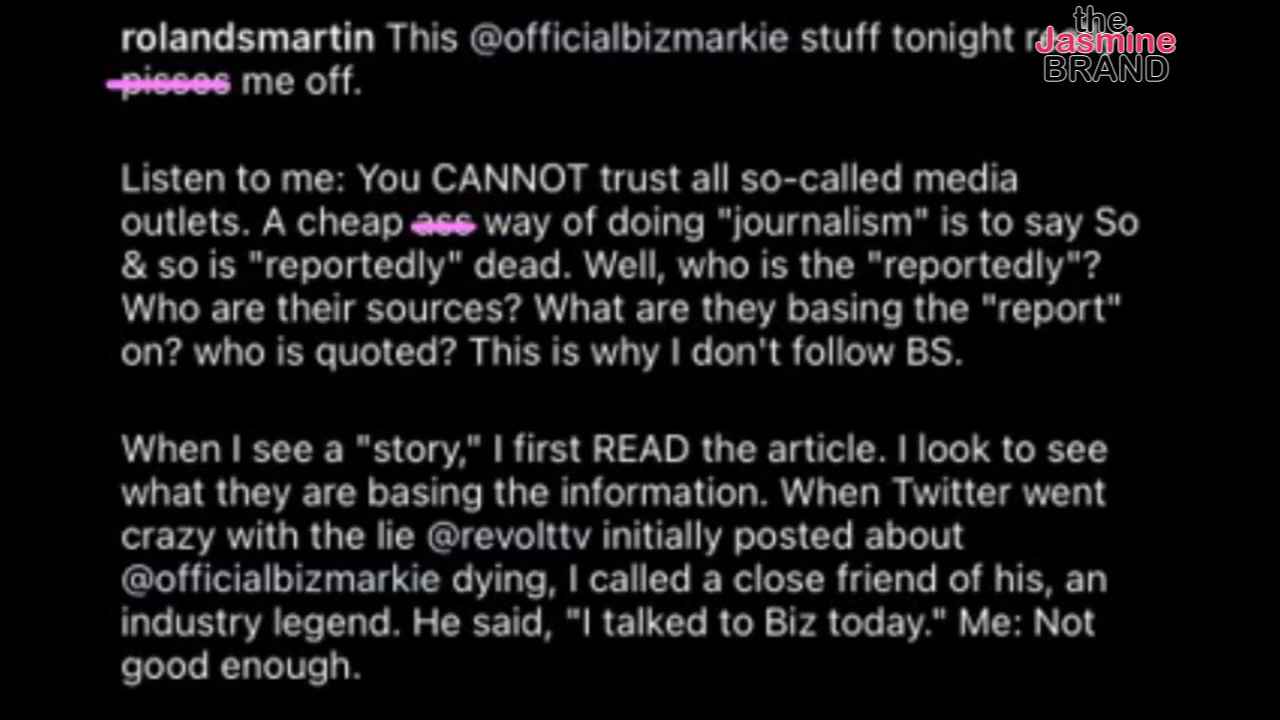 the
Jasmine
BRAND
rolandsmartin This @officialbizmarkie stuff tonight
pisses me off.
Listen to me: You CANNOT trust all so-called media
outlets. A cheap ass way of doing "journalism" is to say So
& so is "reportedly" dead. Well, who is the "reportedly"?
Who are their sources? What are they basing the "report"
on? who is quoted? This is why I don't follow BS.
When I see a "story," I first READ the article. I look to see
what they are basing the information. When Twitter went
crazy with the lie @revolttv initially posted about
@officialbizmarkie dying, I called a close friend of his, an
industry legend. He said, "I talked to Biz today." Me: Not
good enough.